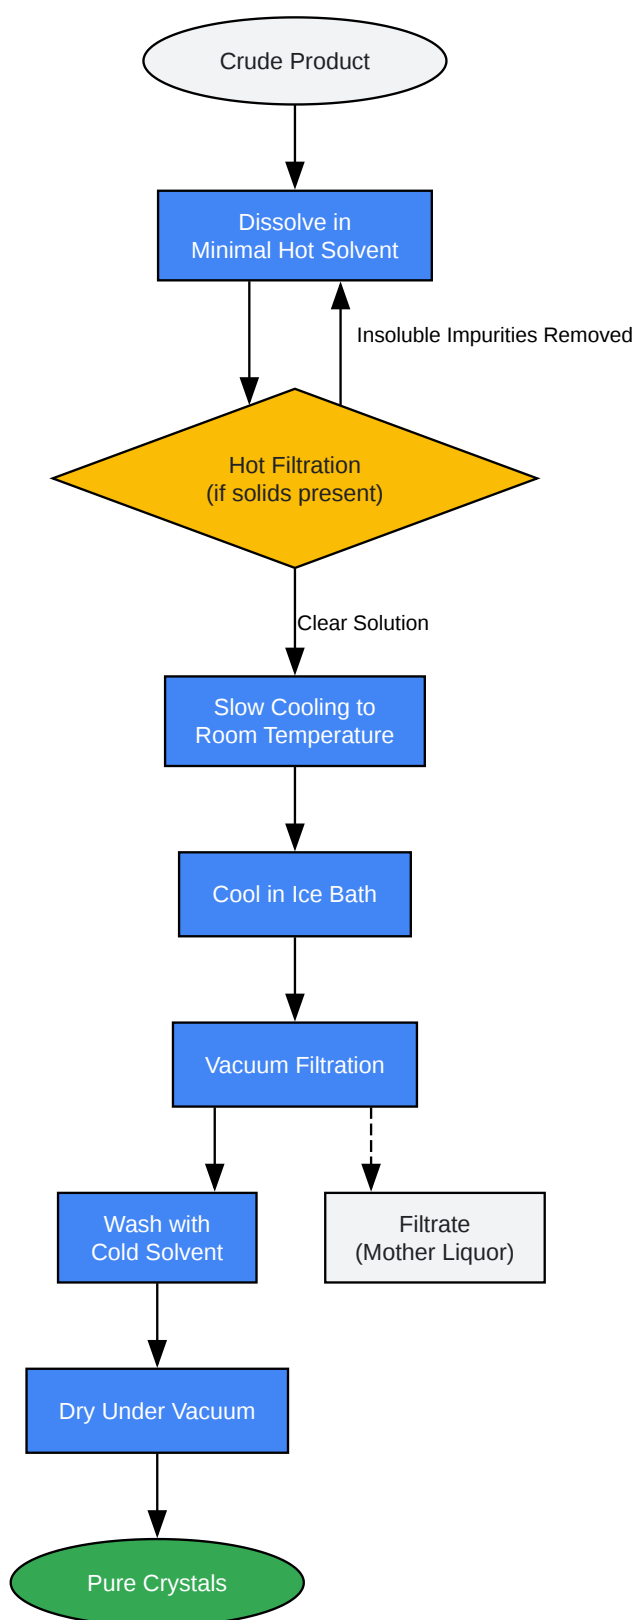 Crude Product
Dissolve in
Minimal Hot Solvent
Insoluble Impurities Removed
Hot Filtration
(if solids present)
Clear Solution
Slow Cooling to
Room Temperature
Cool in Ice Bath
Vacuum Filtration
Wash with
Cold Solvent
Filtrate
(Mother Liquor)
Dry Under Vacuum
Pure Crystals